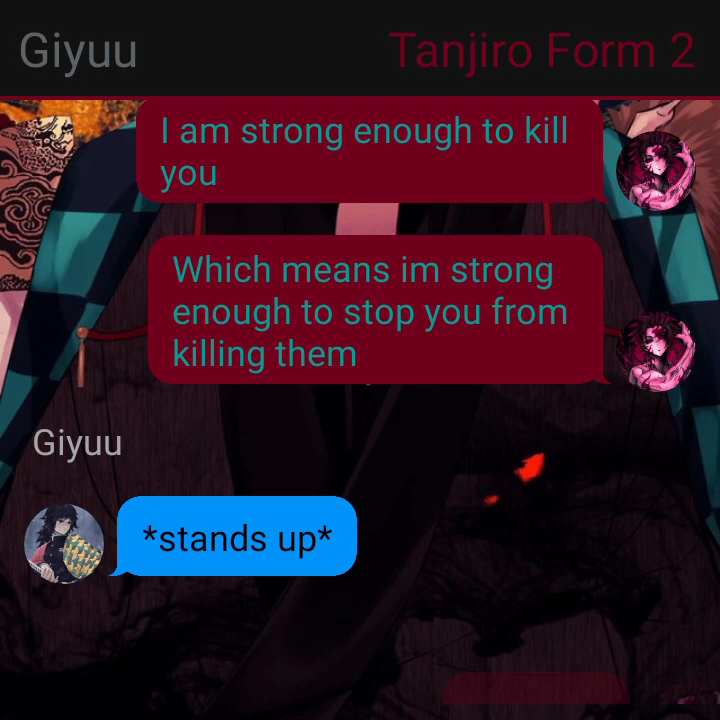 Giyuu
Tanjiro Form 2
I am strong enough to kill
you
Which means im strong
enough to stop you from
killing them
Giyuu
*stands up*